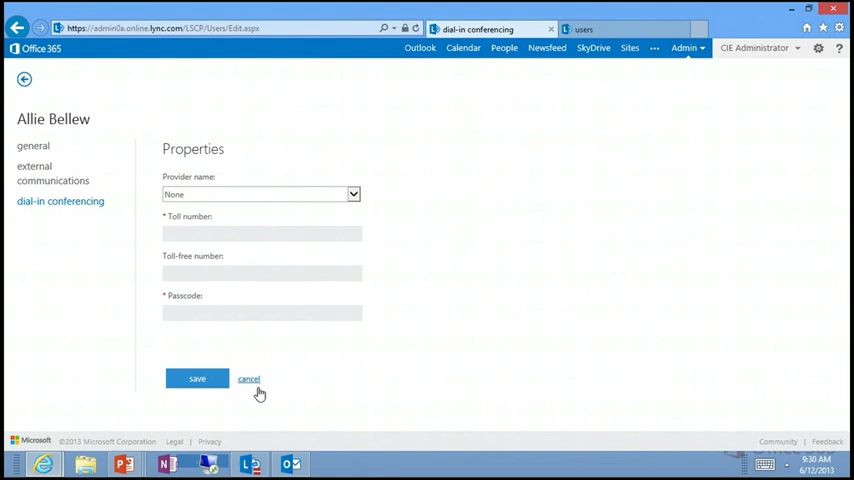 https://admin0a.online.lync.com/LSCP/Users/Edit.aspx
dial-in conferencing
users
Office 365
Outlook Calendar People Newsfeed SkyDrive Sites ... Admin CIE Administrator ?
Allie Bellew
general
external
communications
dial-in conferencing
Properties
Provider name:
None
* Toll number:
Toll-free number:
* Passcode:
save cancel
Microsoft ©2013 Microsoft Corporation Legal Privacy Community Feedback
Office 365
9:30 AM
6/12/2013